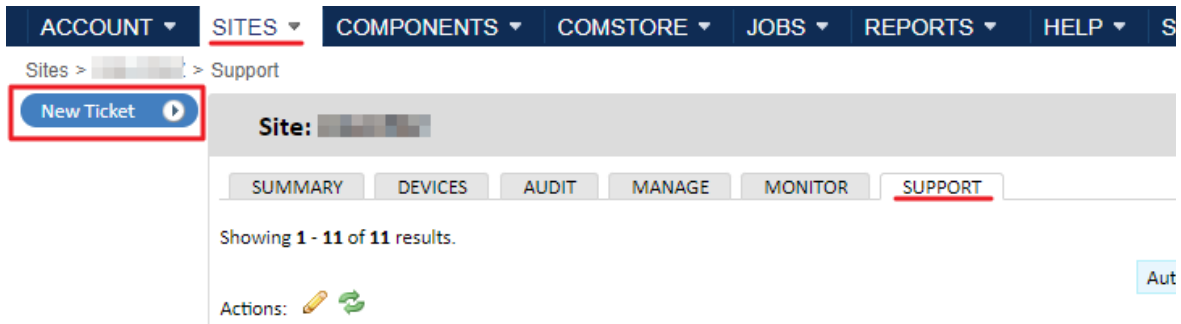 ACCOUNT SITES COMPONENTS COMSTORE JOBS REPORTS HELP S
Sites > > Support
New Ticket
Site:
SUMMARY DEVICES AUDIT MANAGE MONITOR SUPPORT
Showing 1 - 11 of 11 results.
Aut
Actions: